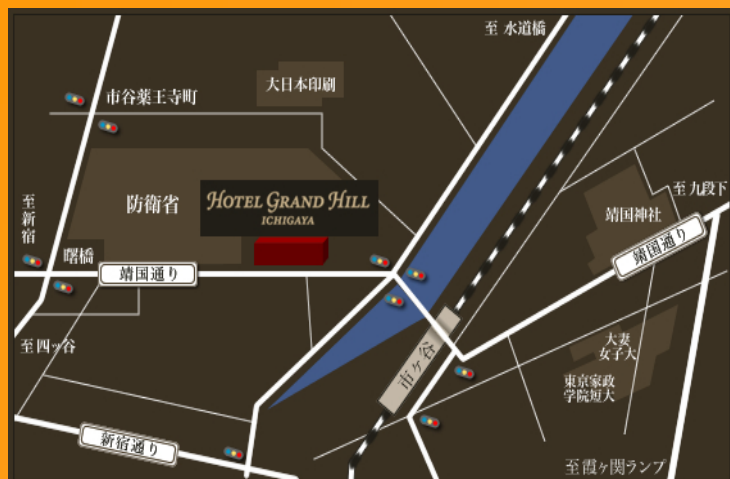 至 水道橋
大日本印刷
市谷薬王寺町
至新宿
防衛省
HOTEL GRAND HILL
ICHIGAYA
至 九段下
靖国神社
靖国通り
曙橋
靖国通り
至 四ッ谷
市ヶ谷
大妻
女子大
東京家政
学院短大
新宿通り
至 霞ヶ関ランプ